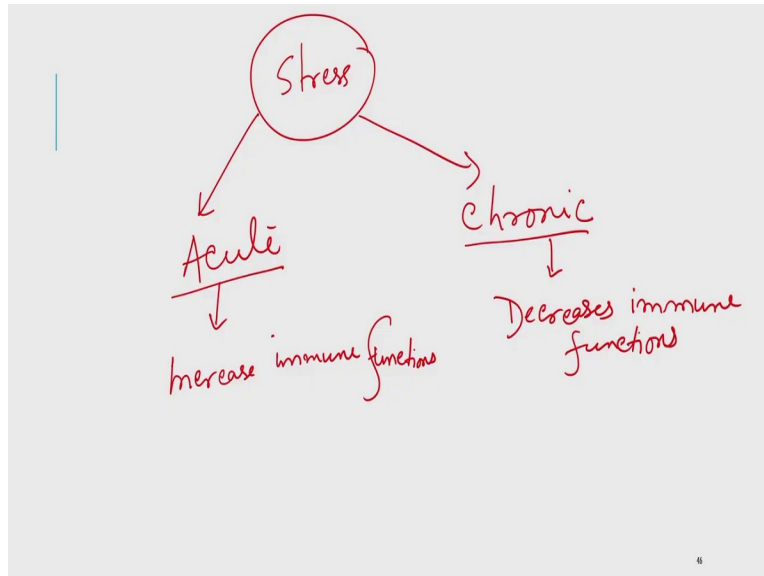 Stress
Acute
Chronic
Increase immune functions
Decreases immune
functions
46